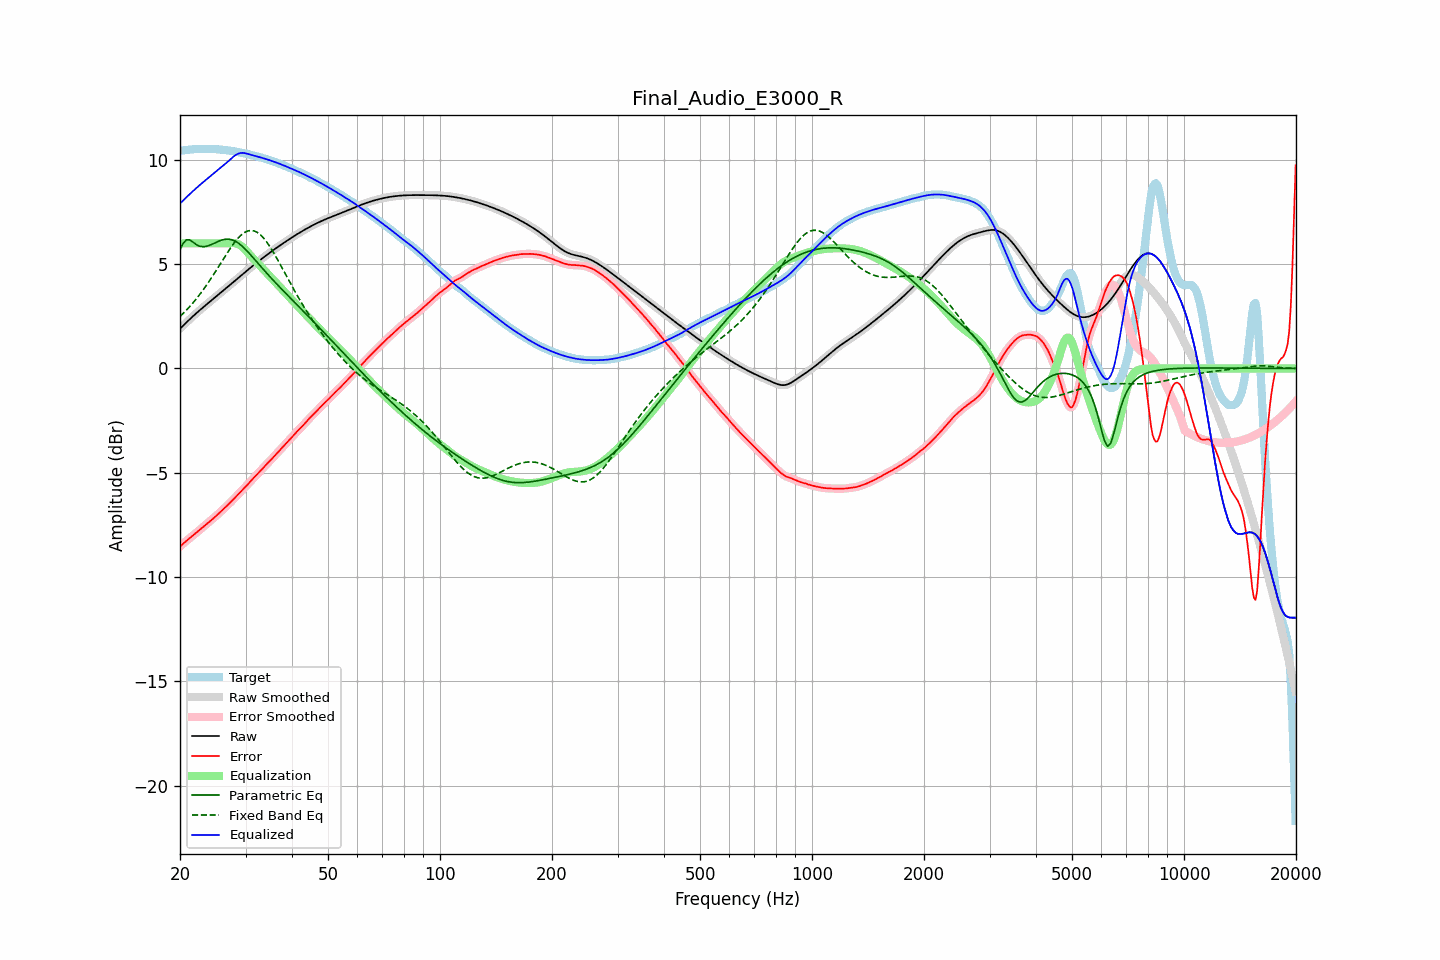 Final_Audio_E3000_R
Amplitude (dBr)
10
5
0
−5
−10
−15
−20
Target
Raw Smoothed
Error Smoothed
Raw
Error
Equalization
Parametric Eq
Fixed Band Eq
Equalized
20 50 100 200 500 1000 2000 5000 10000 20000
Frequency (Hz)